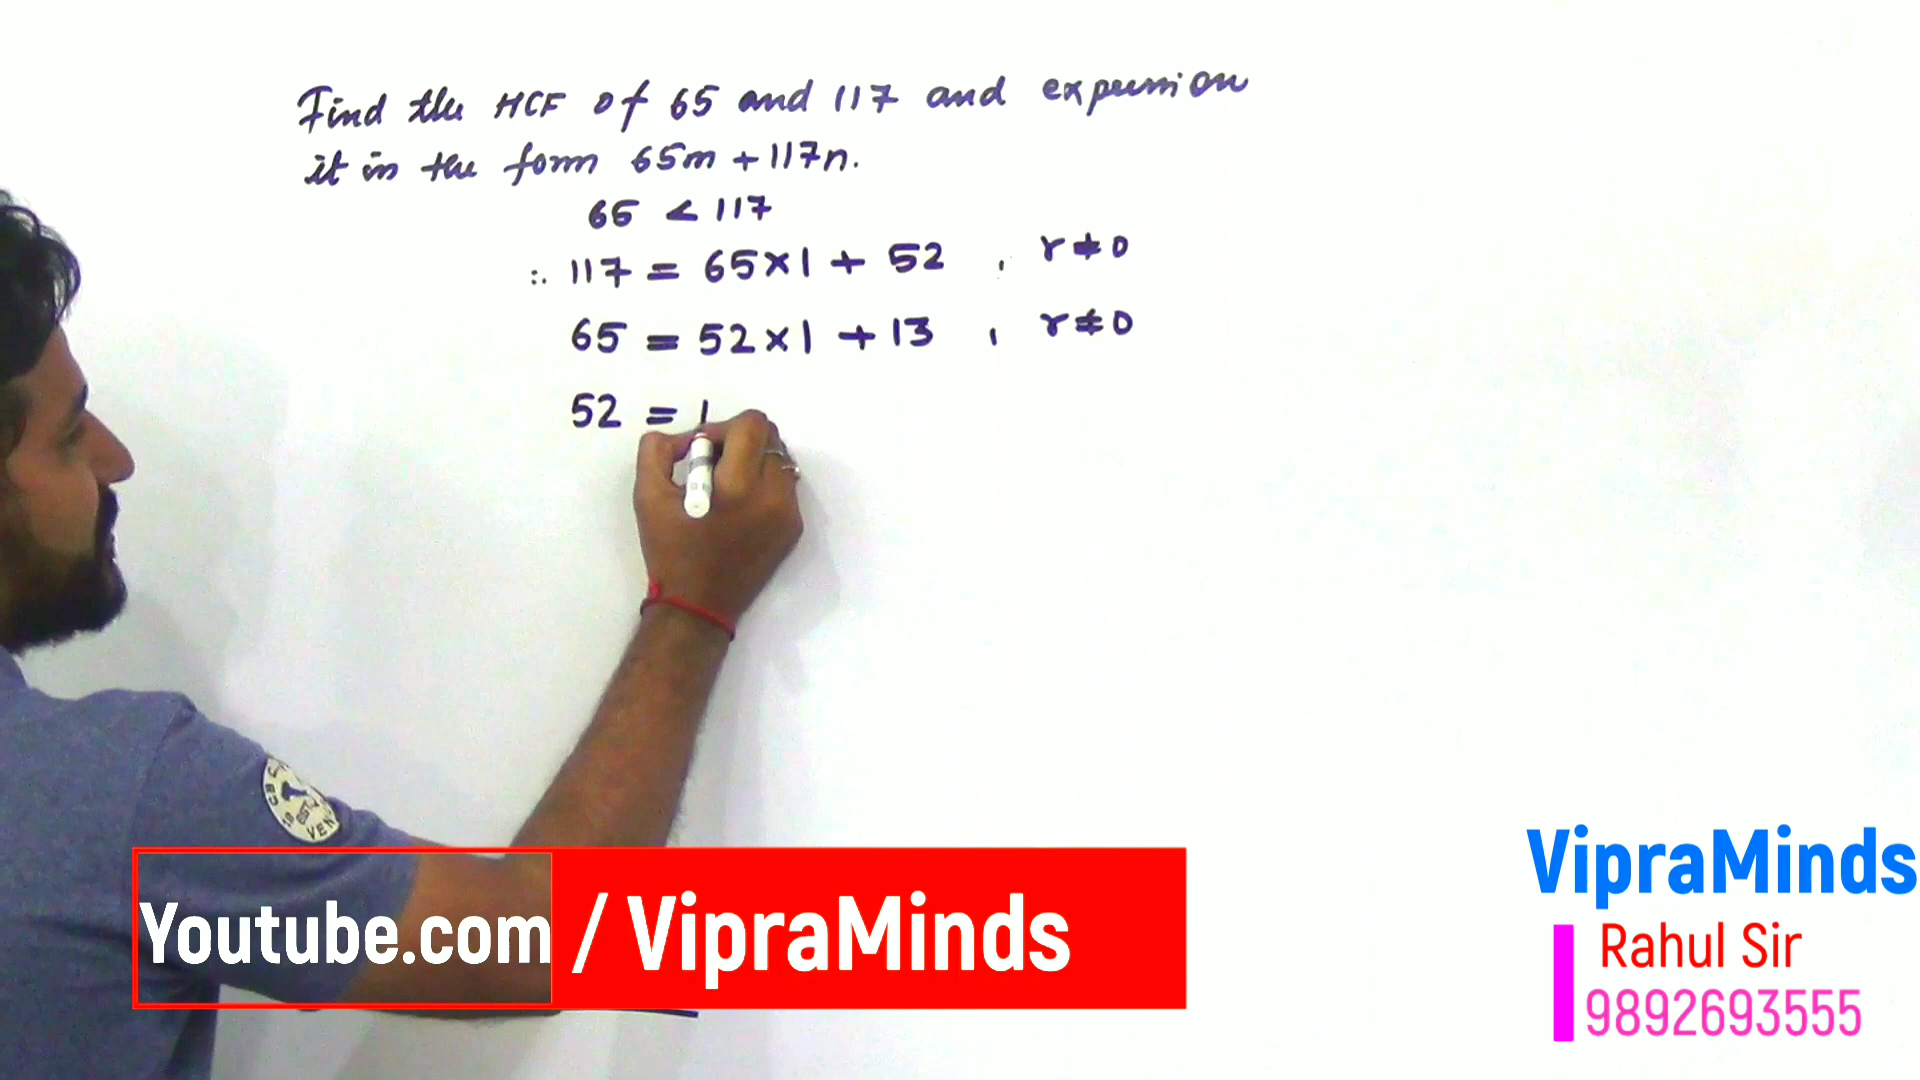 Find the HCF of 65 and 117 and expression
it in the form 65m + 117n.
65 < 117
∴ 117 = 65 × 1 + 52 , r ≠ 0
65 = 52 × 1 + 13 , r ≠ 0
52 = 1
Youtube.com / VipraMinds
VipraMinds
Rahul Sir
9892693555